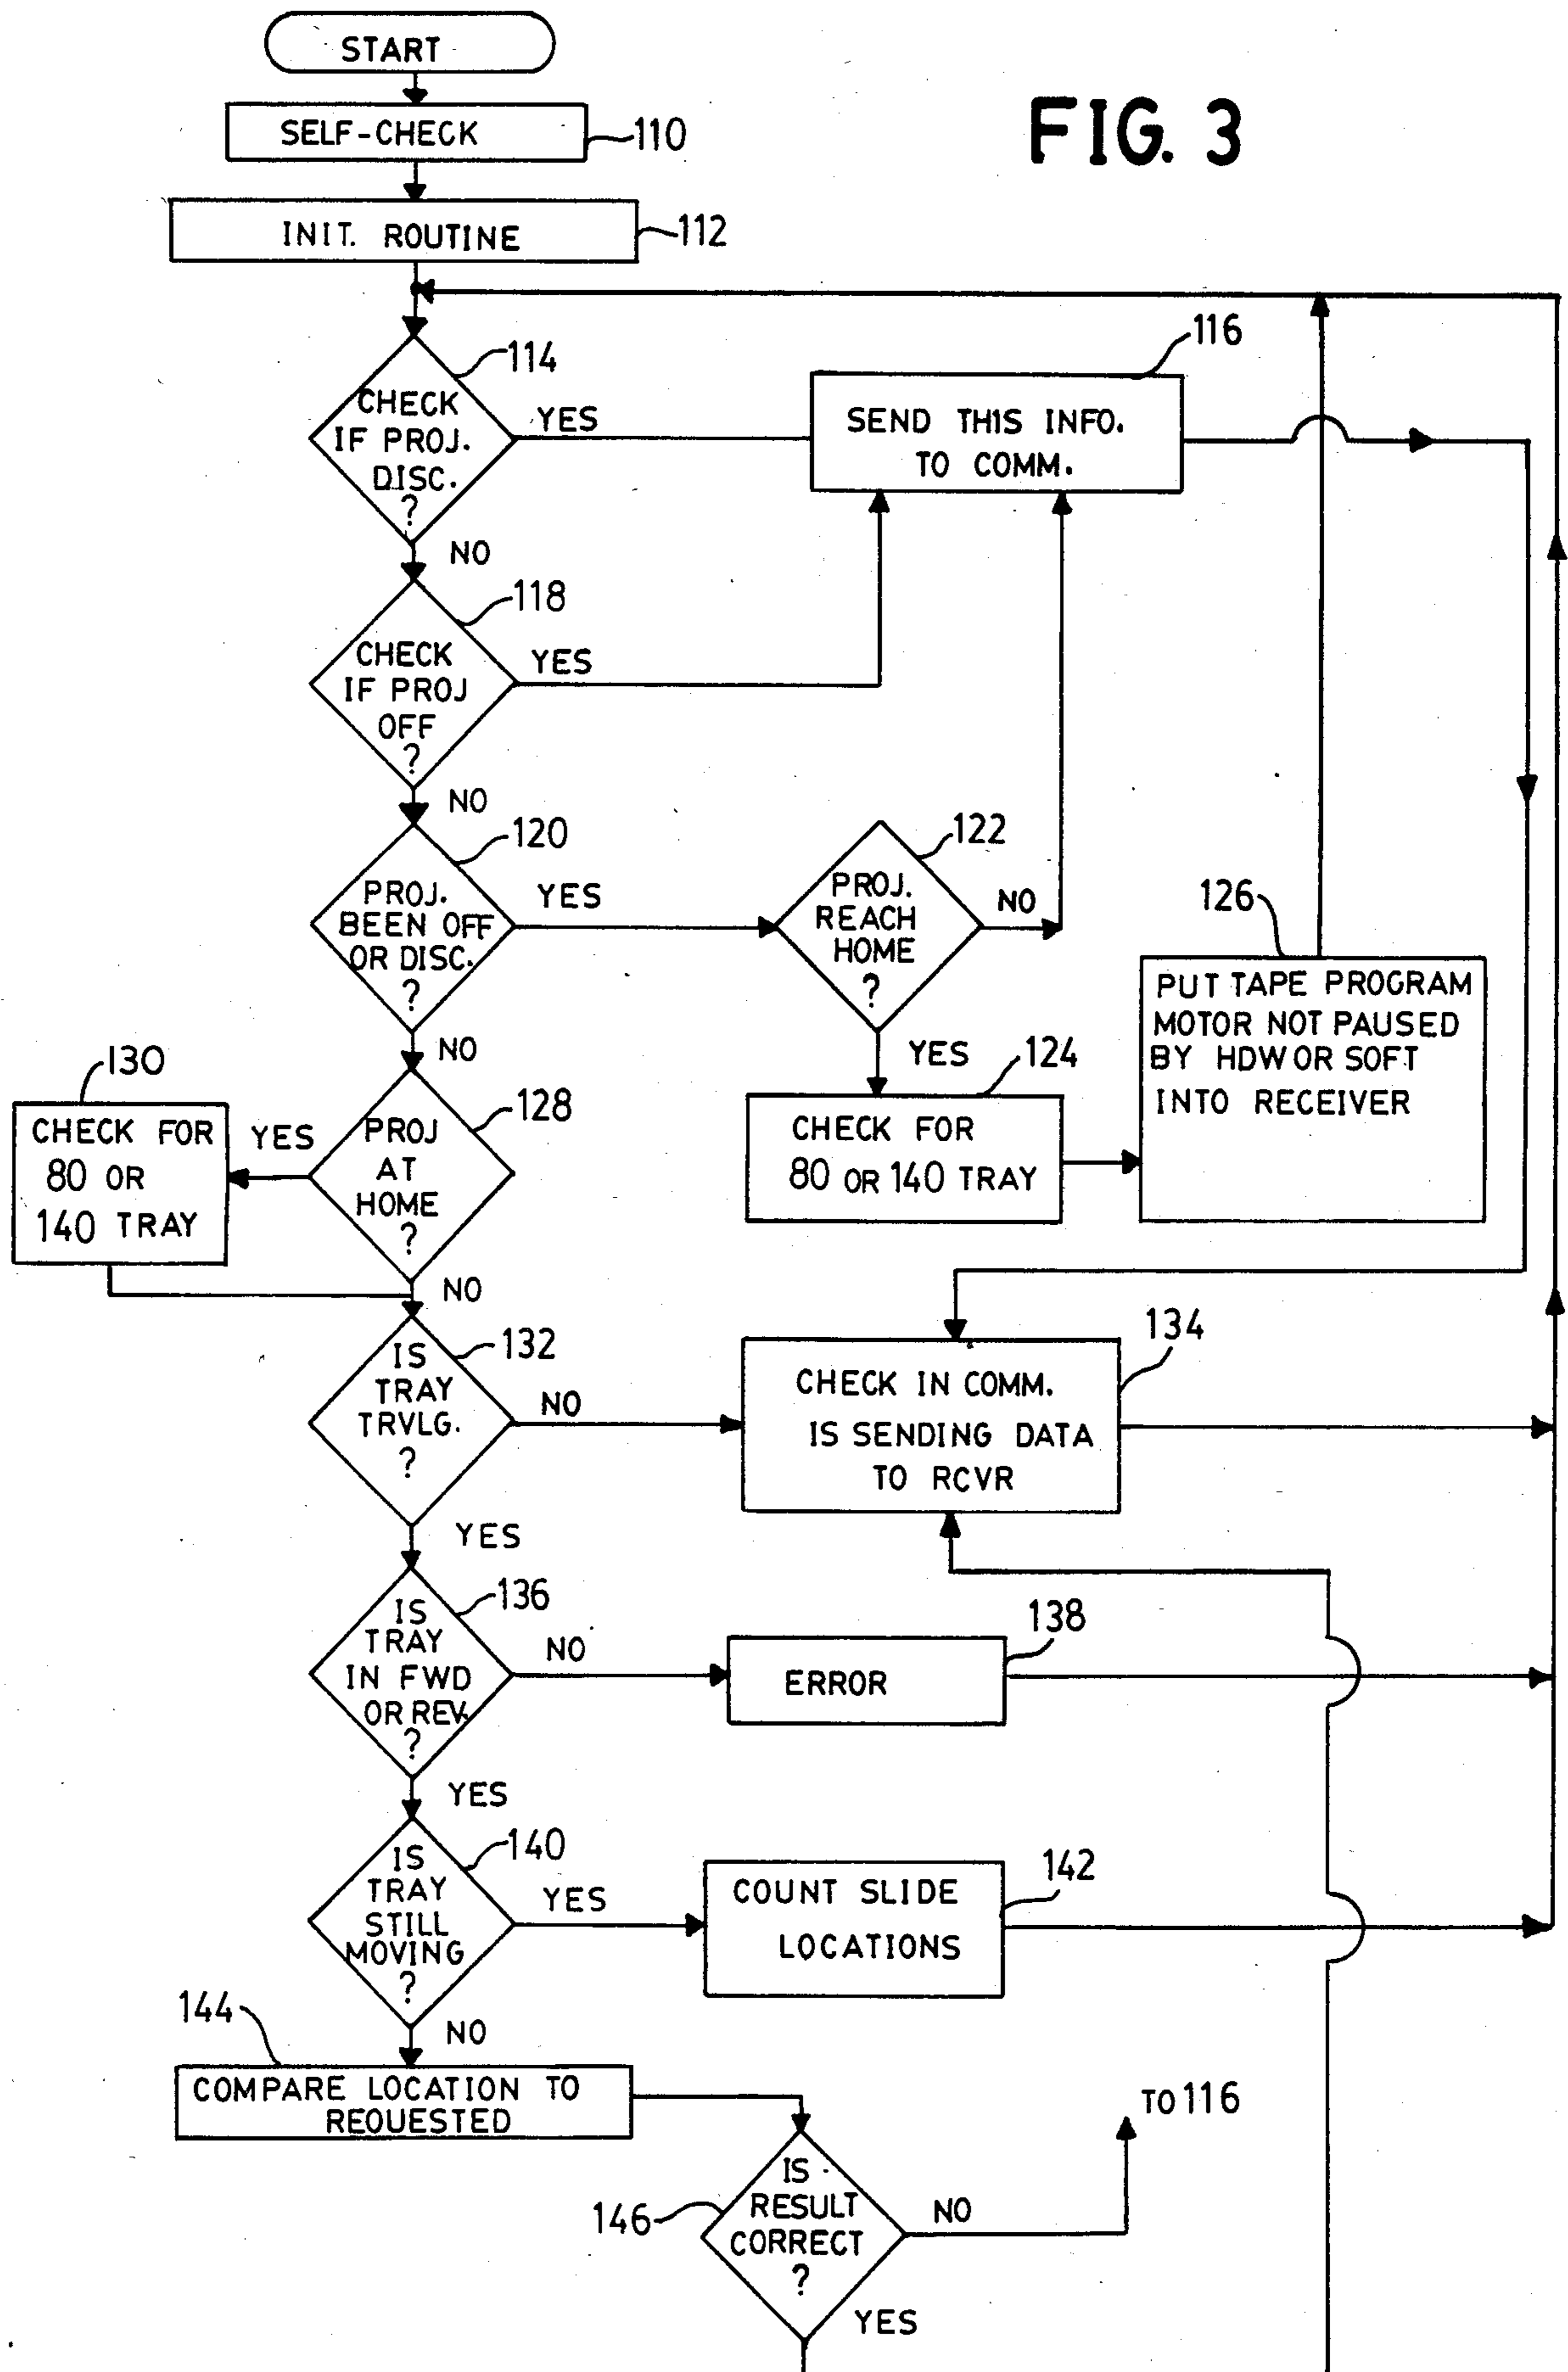 START
FIG. 3
SELF-CHECK
110
INIT. ROUTINE
112
114
CHECK
IF PROJ.
DISC.
?
YES
NO
116
SEND THIS INFO.
TO COMM.
118
CHECK
IF PROJ
OFF
?
YES
NO
120
PROJ.
BEEN OFF
OR DISC.
?
YES
NO
122
PROJ.
REACH
HOME
?
NO
YES
124
CHECK FOR
80 OR 140 TRAY
126
PUT TAPE PROGRAM
MOTOR NOT PAUSED
BY HDW OR SOFT
INTO RECEIVER
128
PROJ
AT
HOME
?
YES
NO
130
CHECK FOR
80 OR
140 TRAY
132
IS
TRAY
TRVLG.
?
NO
YES
134
CHECK IN COMM.
IS SENDING DATA
TO RCVR
136
IS
TRAY
IN FWD
OR REV.
?
NO
YES
138
ERROR
140
IS
TRAY
STILL
MOVING
?
YES
NO
142
COUNT SLIDE
LOCATIONS
144
COMPARE LOCATION TO
REQUESTED
146
IS
RESULT
CORRECT
?
NO
TO 116
YES